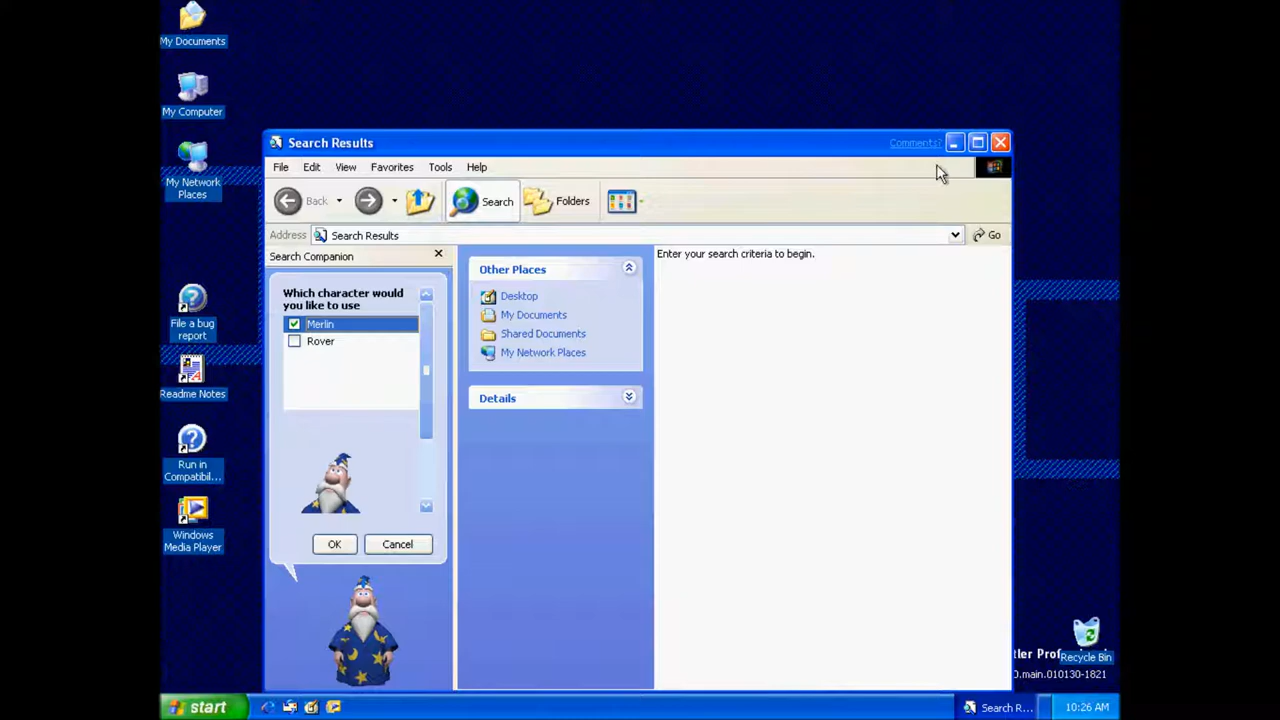 My Documents
My Computer
My Network
Places
File a bug
report
Readme Notes
Run in
Compatibil...
Windows
Media Player
Search Results
Comments?
File Edit View Favorites Tools Help
Back Search Folders
Address Search Results Go
Search Companion
Which character would
you like to use
Merlin
Rover
OK Cancel
Other Places
Desktop
My Documents
Shared Documents
My Network Places
Details
Enter your search criteria to begin.
Recycle Bin
0.main.010130-1821
start
Search R...
10:26 AM